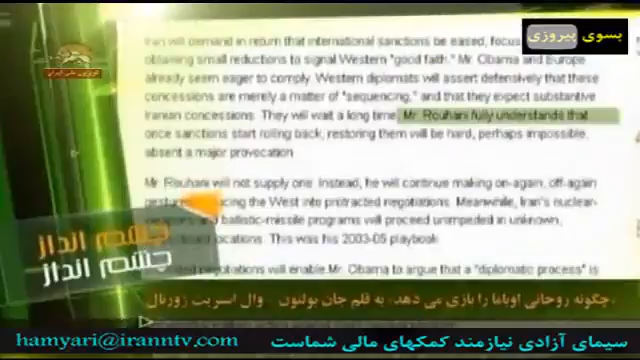 بسوی پیروزی
تلویزیون ملی ایران
Iran will demand in return that international sanctions be eased, focus
obtaining small reductions to signal Western "good faith." Mr. Obama and Europe
already seem eager to comply. Western diplomats will assert defensively that these
concessions are merely a matter of "sequencing," and that they expect substantive
Iranian concessions. They will wait a long time. Mr. Rouhani fully understands that
once sanctions start rolling back, restoring them will be hard, perhaps impossible,
absent a major provocation
Mr. Rouhani will not supply one. Instead, he will continue making on-again, off-again
the West into protracted negotiations. Meanwhile, Iran's nuclear-
and ballistic-missile programs will proceed unimpeded in unknown,
locations. This was his 2003-05 playbook
negotiations will enable Mr. Obama to argue that a "diplomatic process" is
چشم انداز
چشم انداز
چگونه روحانی اوباما را بازی می دهد، به قلم جان بولتون - وال استریت ژورنال
سیمای آزادی نیازمند کمکهای مالی شماست hamyari@iranntv.com